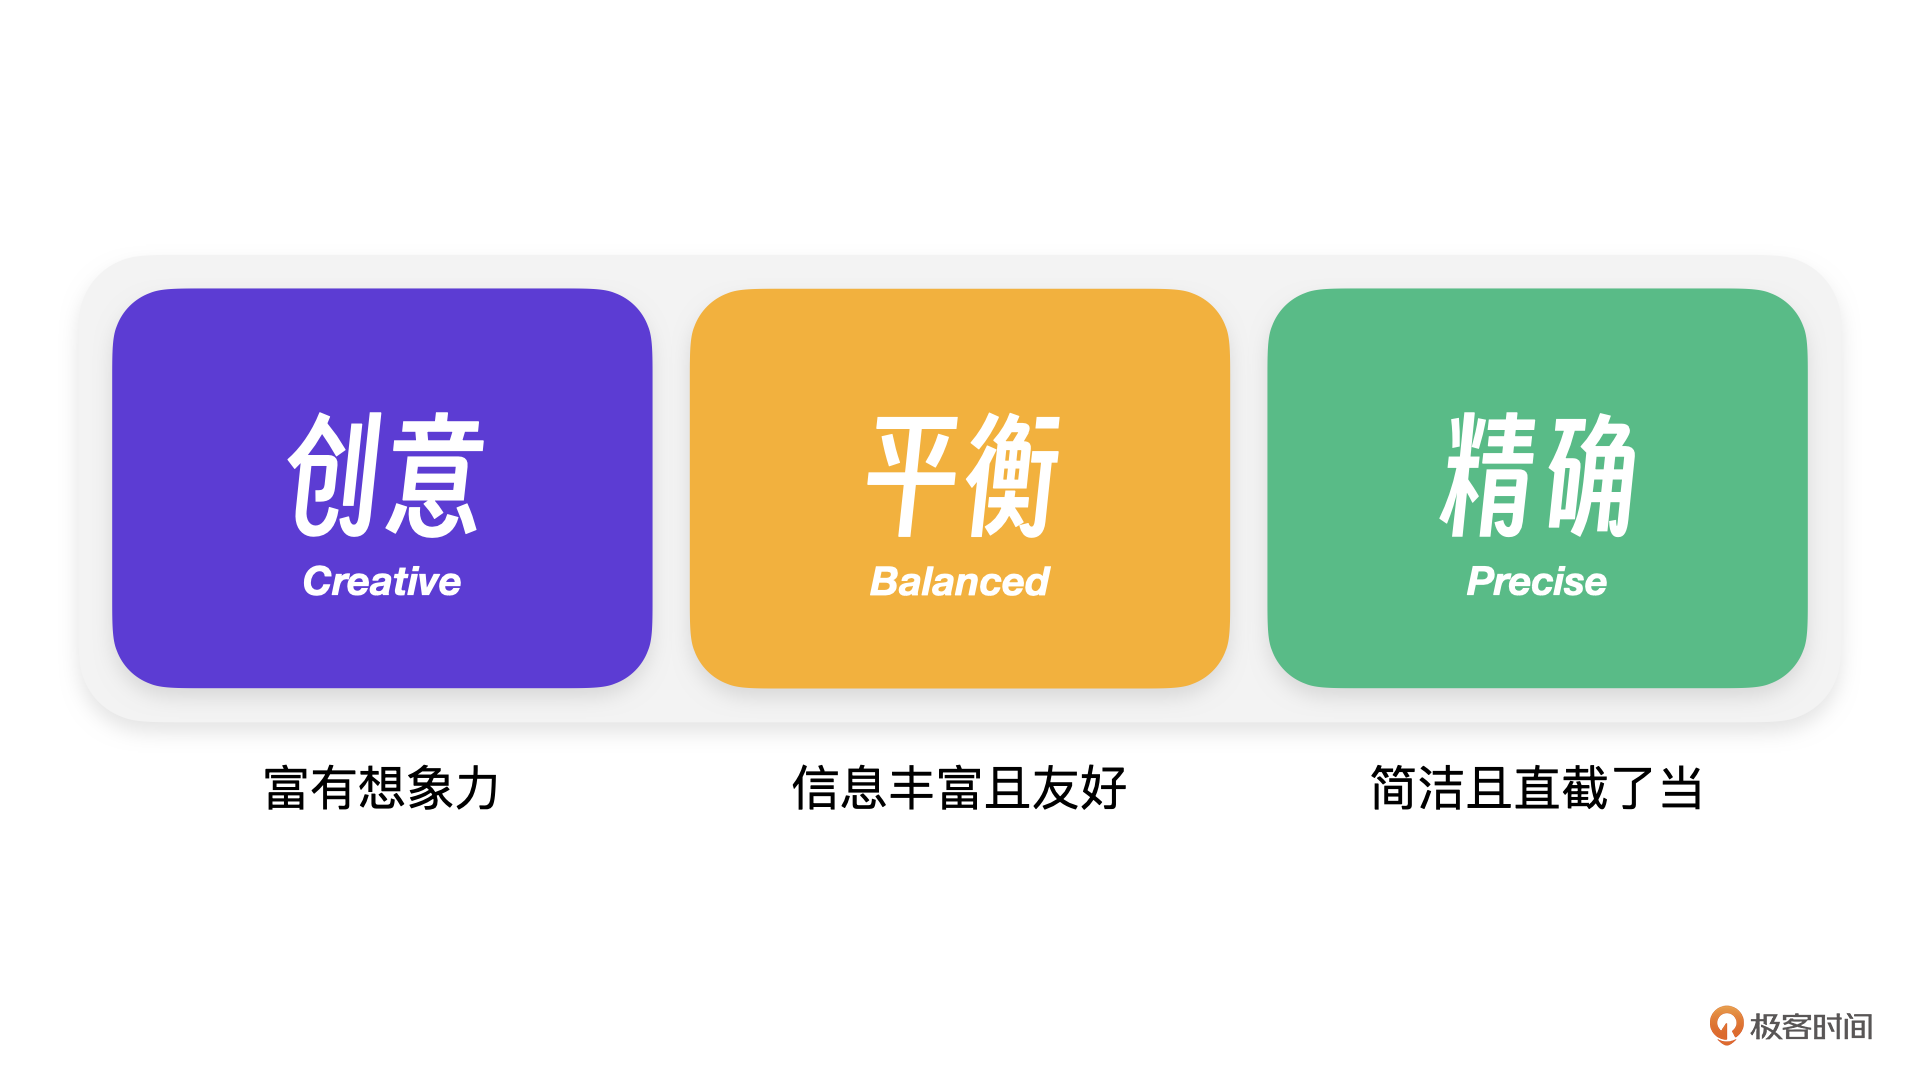 创意
Creative
平衡
Balanced
精确
Precise
富有想象力
信息丰富且友好
简洁且直截了当
极客时间